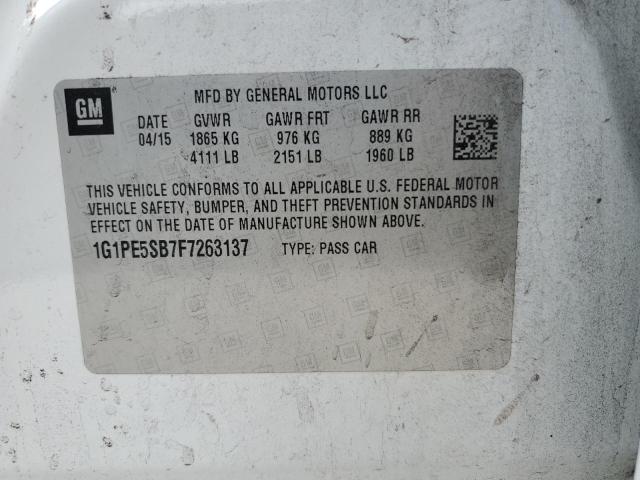 GM
MFD BY GENERAL MOTORS LLC
DATE GVWR GAWR FRT GAWR RR
04/15 1865 KG 976 KG 889 KG
4111 LB 2151 LB 1960 LB
THIS VEHICLE CONFORMS TO ALL APPLICABLE U.S. FEDERAL MOTOR
VEHICLE SAFETY, BUMPER, AND THEFT PREVENTION STANDARDS IN
EFFECT ON THE DATE OF MANUFACTURE SHOWN ABOVE.
1G1PE5SB7F7263137 TYPE: PASS CAR